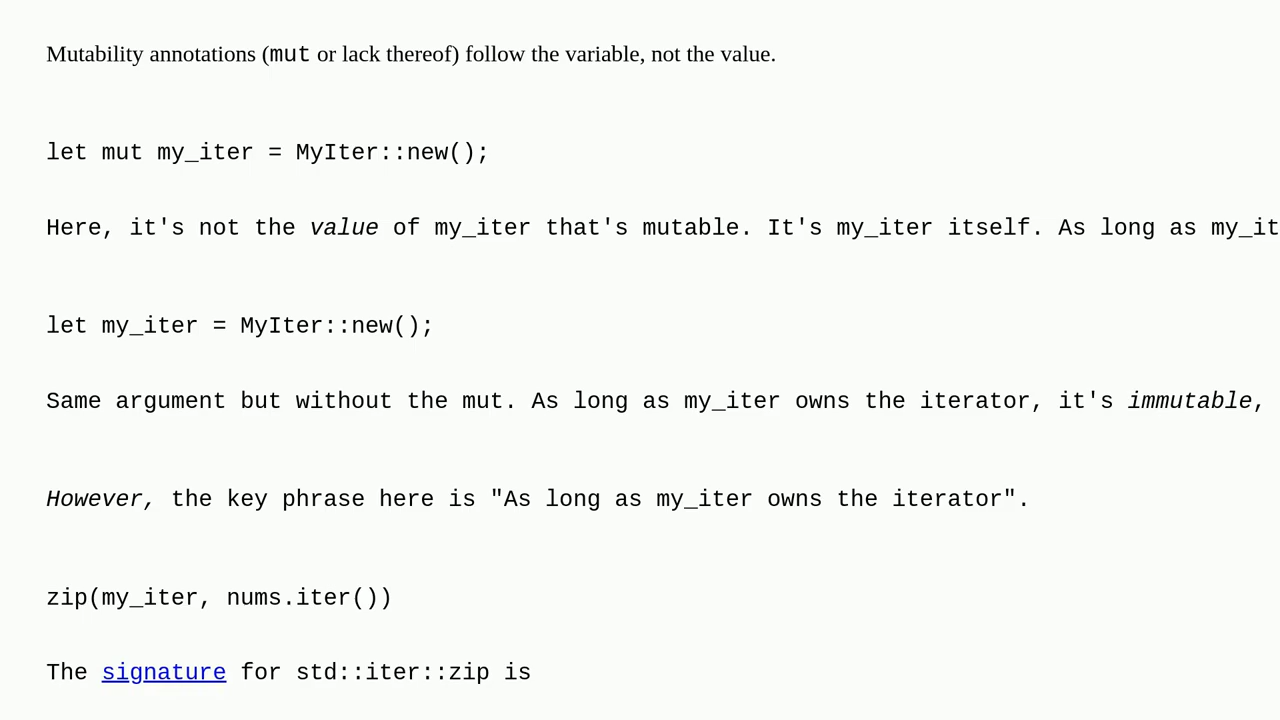 Mutability annotations (mut or lack thereof) follow the variable, not the value.
let mut my_iter = MyIter::new();
Here, it's not the value of my_iter that's mutable. It's my_iter itself. As long as my_it
let my_iter = MyIter::new();
Same argument but without the mut. As long as my_iter owns the iterator, it's immutable,
However, the key phrase here is "As long as my_iter owns the iterator".
zip(my_iter, nums.iter())
The signature for std::iter::zip is